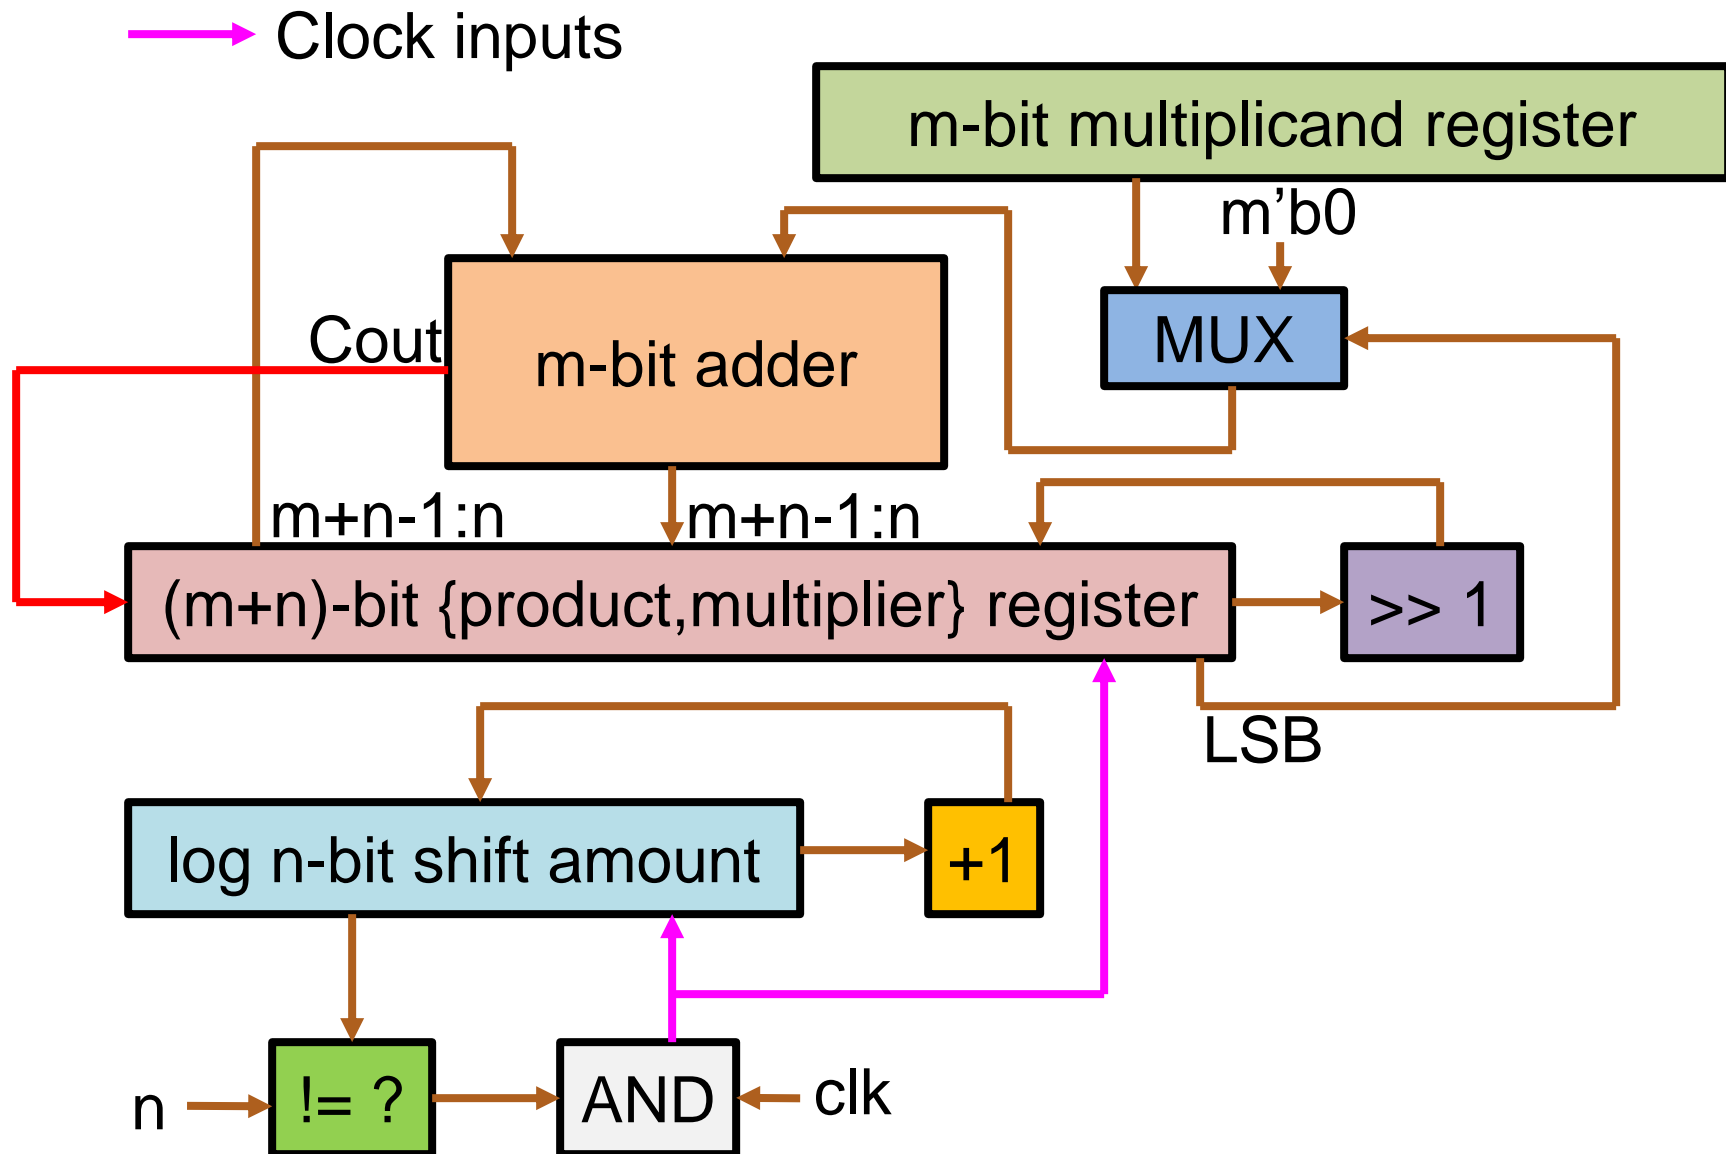 Clock inputs
m-bit multiplicand register
m’b0
Cout
m-bit adder
MUX
m+n-1:n
m+n-1:n
(m+n)-bit {product,multiplier} register
>> 1
LSB
log n-bit shift amount
+1
n
!= ?
AND
clk